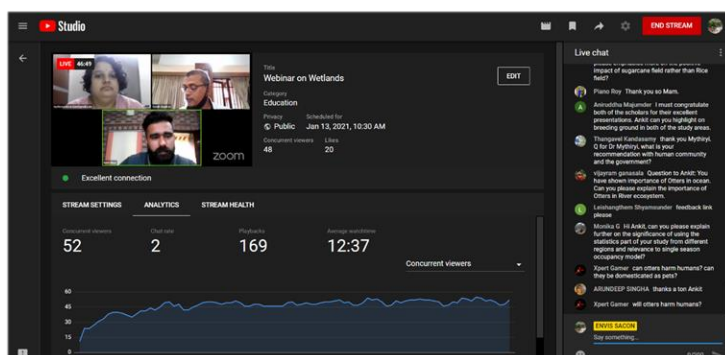 Studio
END STREAM
LIVE 46:49
zoom
Excellent connection
Title
Webinar on Wetlands
EDIT
Category
Education
Privacy Scheduled for
Public Jan 13, 2021, 10:30 AM
Concurrent viewers Likes
48 20
STREAM SETTINGS ANALYTICS STREAM HEALTH
Concurrent viewers Chat rate Playbacks Average watchtime
52 2 169 12:37
Concurrent viewers
60
45
30
15
0
Live chat
impact of sugarcane field rather than Rice
field?
Piano Roy Thank you so Mam.
Aniruddha Majumder I must congratulate
both of the scholars for their excellent
presentations. Ankit can you highlight on
breeding ground in both of the study areas.
Thangavel Kandasamy thank you Mythiryl.
Q for Dr Mythiryl, what is your
recommendation with human community
and the government?
vijayram ganasala Question to Ankit: You
have shown importance of Otters in ocean.
Can you please explain the importance of
Otters in River ecosystem.
Leishangthem Shyamsunder feedback link
please
Monika G Hi Ankit, can you please explain
further on the significance of using the
statistics part of your study from different
regions and relevance to single season
occupancy model?
Xpert Gamer can otters harm humans? can
they be domesticated as pets?
ARUNDEEP SINGHA thanks a ton Ankit
Xpert Gamer will otters harm humans?
ENVIS SACON
Say something...
0/200